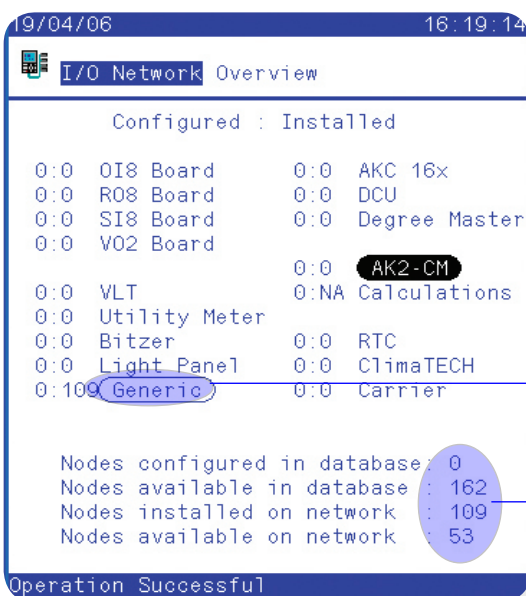 19/04/06 16:19:14
I/O Network Overview
Configured : Installed
0:0 OI8 Board 0:0 AKC 16x
0:0 RO8 Board 0:0 DCU
0:0 SI8 Board 0:0 Degree Master
0:0 VO2 Board
0:0 AK2-CM
0:0 VLT 0:NA Calculations
0:0 Utility Meter
0:0 Bitzer 0:0 RTC
0:0 Light Panel 0:0 ClimaTECH
0:109 Generic 0:0 Carrier
Nodes configured in database: 0
Nodes available in database : 162
Nodes installed on network : 109
Nodes available on network : 53
Operation Successful